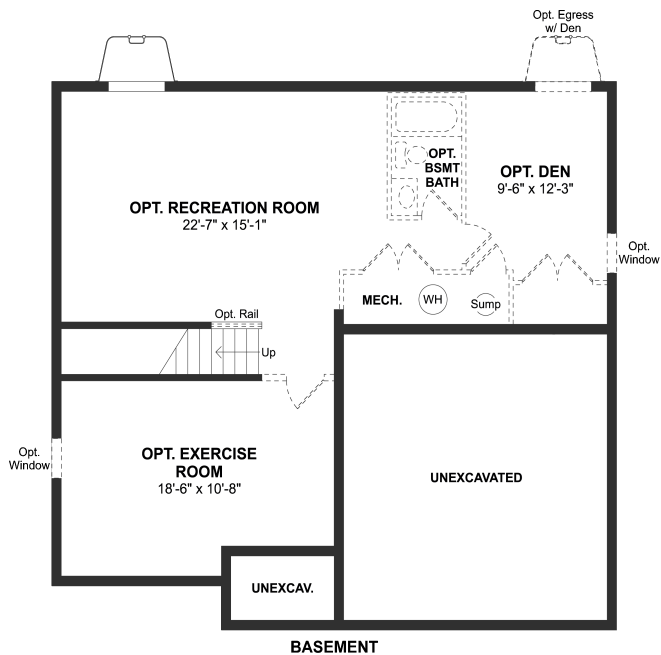 Opt. Egress
w/ Den
OPT.
BSMT
BATH
OPT. DEN
9'-6" x 12'-3"
OPT. RECREATION ROOM
22'-7" x 15'-1"
Opt.
Window
MECH.
WH
Sump
Opt. Rail
Up
Opt.
Window
OPT. EXERCISE
ROOM
18'-6" x 10'-8"
UNEXCAVATED
UNEXCAV.
BASEMENT